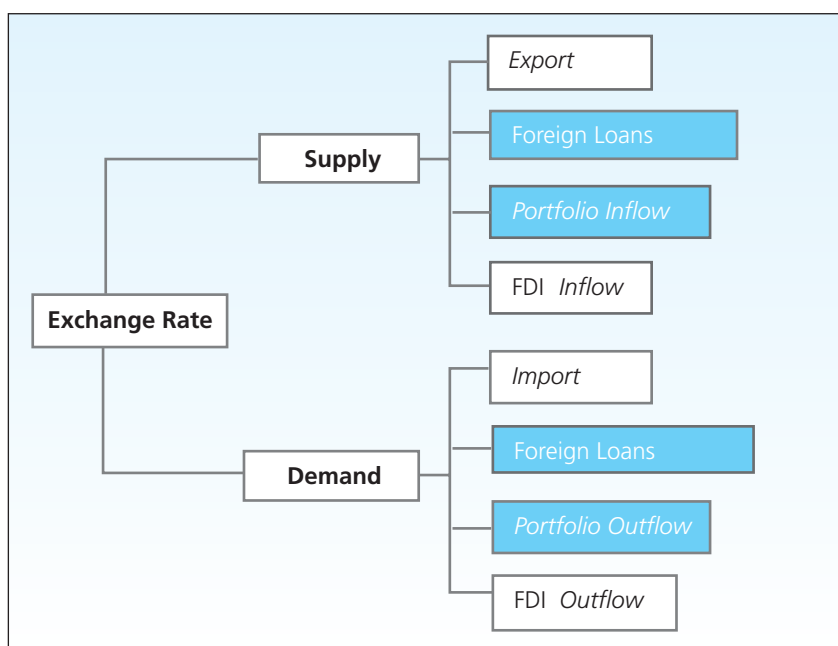 Export
Foreign Loans
Supply
Portfolio Inflow
FDI Inflow
Exchange Rate
Import
Foreign Loans
Demand
Portfolio Outflow
FDI Outflow